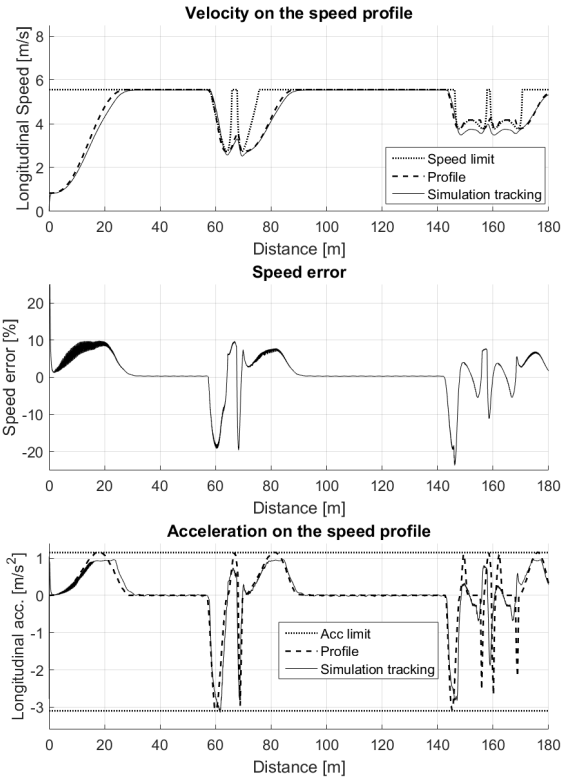 Velocity on the speed profile
Longitudinal Speed [m/s]
8
6
4
2
0
Speed limit
Profile
Simulation tracking
0 20 40 60 80 100 120 140 160 180
Distance [m]
Speed error
Speed error [%]
20
10
0
-10
-20
0 20 40 60 80 100 120 140 160 180
Distance [m]
Acceleration on the speed profile
Longitudinal acc. [m/s²]
1
0
-1
-2
-3
Acc limit
Profile
Simulation tracking
0 20 40 60 80 100 120 140 160 180
Distance [m]